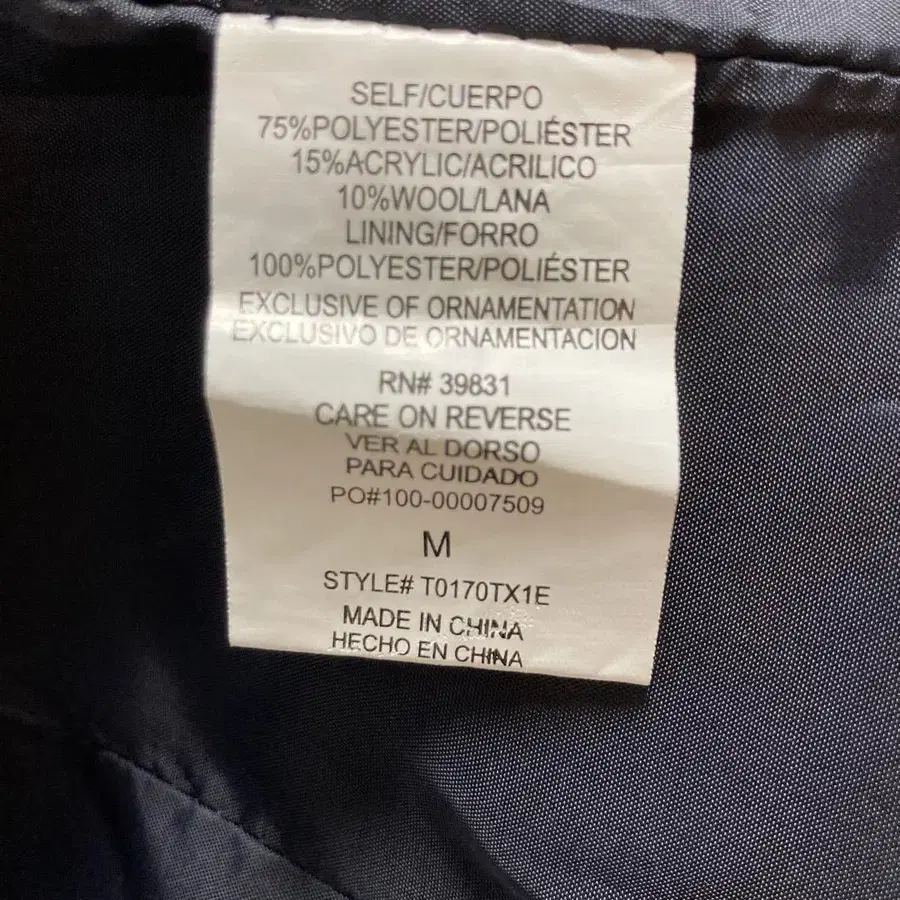 SELF/CUERPO
75%POLYESTER/POLIÉSTER
15%ACRYLIC/ACRILICO
10%WOOL/LANA
LINING/FORRO
100%POLYESTER/POLIÉSTER
EXCLUSIVE OF ORNAMENTATION
EXCLUSIVO DE ORNAMENTACION
RN# 39831
CARE ON REVERSE
VER AL DORSO
PARA CUIDADO
PO#100-00007509
M
STYLE# T0170TX1E
MADE IN CHINA
HECHO EN CHINA